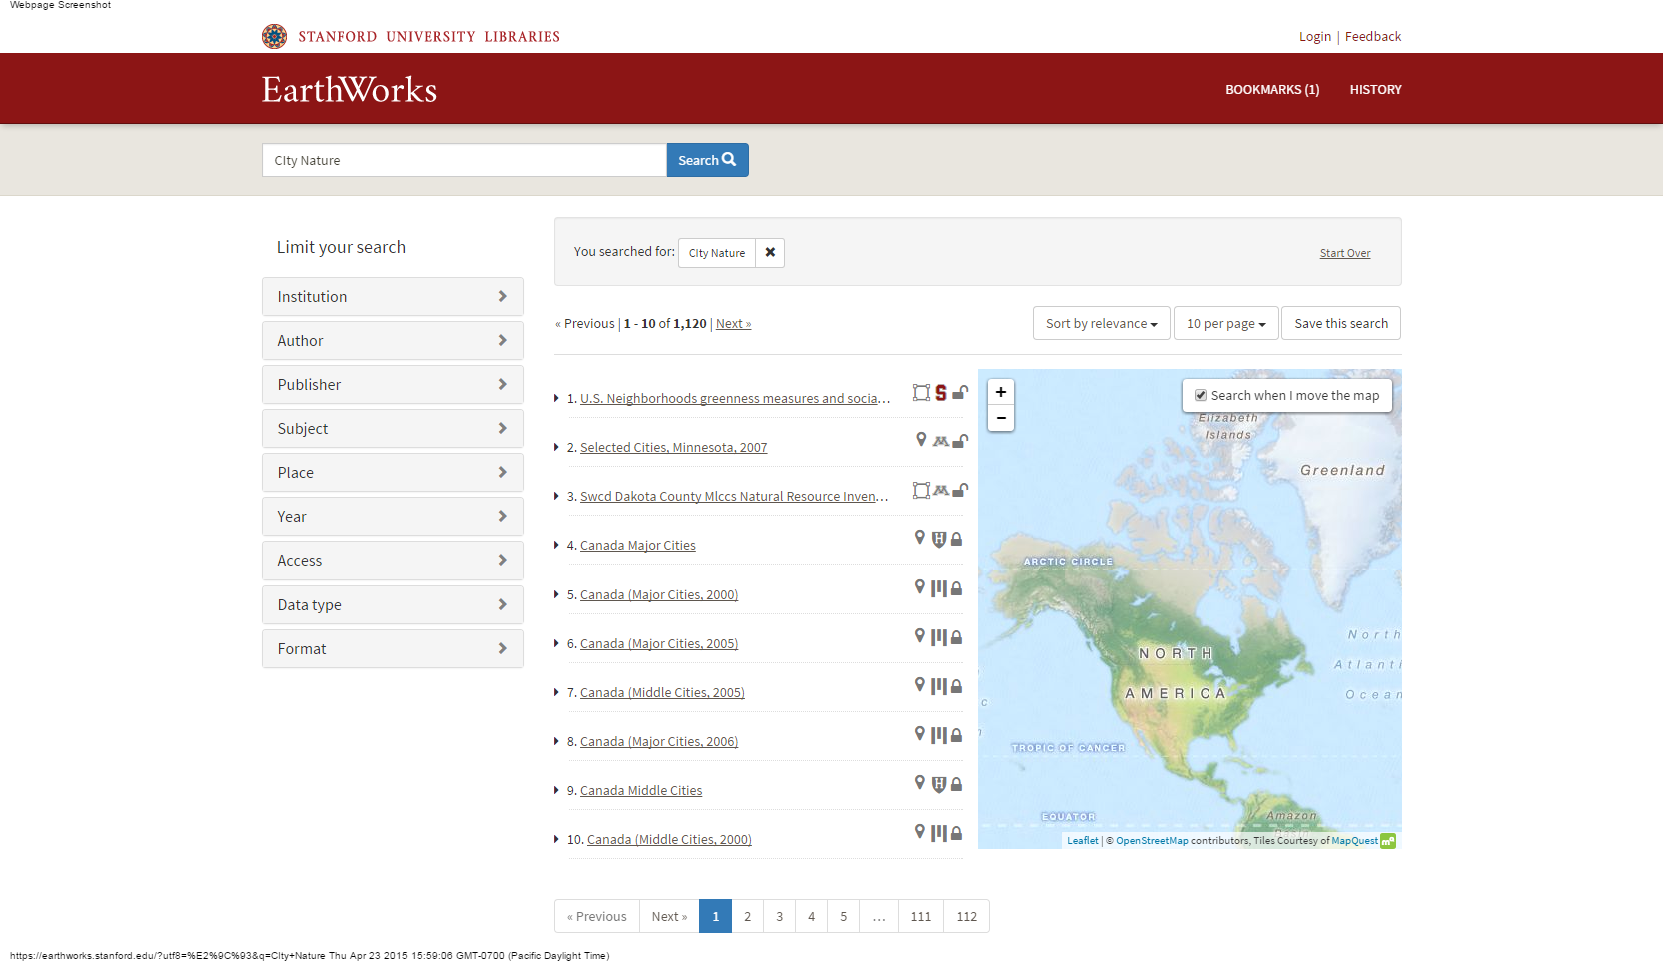 Webpage Screenshot
STANFORD UNIVERSITY LIBRARIES
Login | Feedback
EarthWorks
BOOKMARKS (1) HISTORY
CIty Nature
Search
Limit your search
Institution
Author
Publisher
Subject
Place
Year
Access
Data type
Format
You searched for: CIty Nature ✖
Start Over
« Previous | 1 - 10 of 1,120 | Next »
Sort by relevance
10 per page
Save this search
1. U.S. Neighborhoods greenness measures and socia...
2. Selected Cities, Minnesota, 2007
3. Swcd Dakota County Mlccs Natural Resource Inven...
4. Canada Major Cities
5. Canada (Major Cities, 2000)
6. Canada (Major Cities, 2005)
7. Canada (Middle Cities, 2005)
8. Canada (Major Cities, 2006)
9. Canada Middle Cities
10. Canada (Middle Cities, 2000)
+
−
Search when I move the map
Elizabeth
Islands
Greenland
ARCTIC CIRCLE
North
Atlanti
Ocean
NORTH
AMERICA
c
TROPIC OF CANCER
EQUATOR
Amazon
Leaflet | © OpenStreetMap contributors, Tiles Courtesy of MapQuest
« Previous Next » 1 2 3 4 5 … 111 112
https://earthworks.stanford.edu/?utf8=%E2%9C%93&q=CIty+Nature Thu Apr 23 2015 15:59:06 GMT-0700 (Pacific Daylight Time)